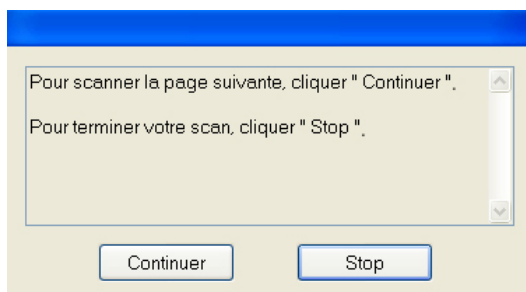 Pour scanner la page suivante, cliquer " Continuer ".
Pour terminer votre scan, cliquer " Stop ".
Continuer
Stop